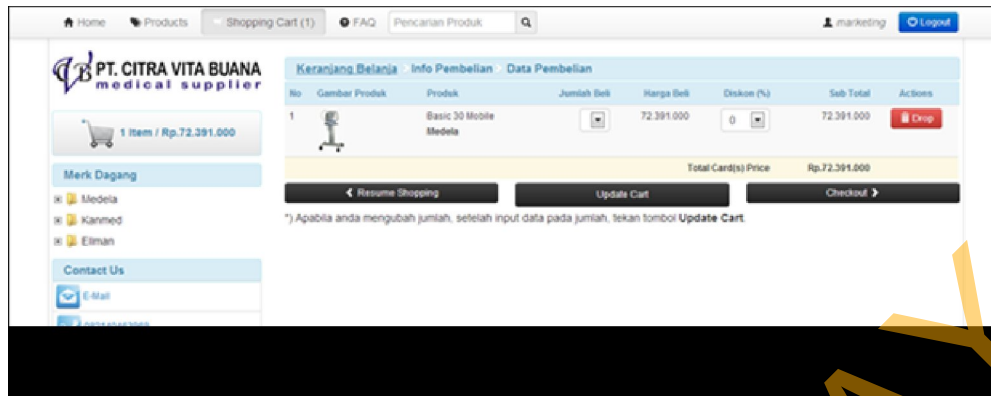 Home Products Shopping Cart (1) FAQ Pencarian Produk marketing Logout
PT. CITRA VITA BUANA
medical supplier
1 Item / Rp.72.391.000
Merk Dagang
Medela
Kanmed
Eliman
Contact Us
E-Mail
Keranjang Belanja Info Pembelian Data Pembelian
No Gambar Produk Produk Jumlah Beli Harga Beli Diskon (%) Sub Total Actions
1 Basic 30 Mobile 72.391.000 0 72.391.000 Drop
Medela
Total Card(s) Price Rp.72.391.000
Resume Shopping Update Cart Checkout
*) Apabila anda mengubah jumlah, setelah input data pada jumlah, tekan tombol Update Cart.